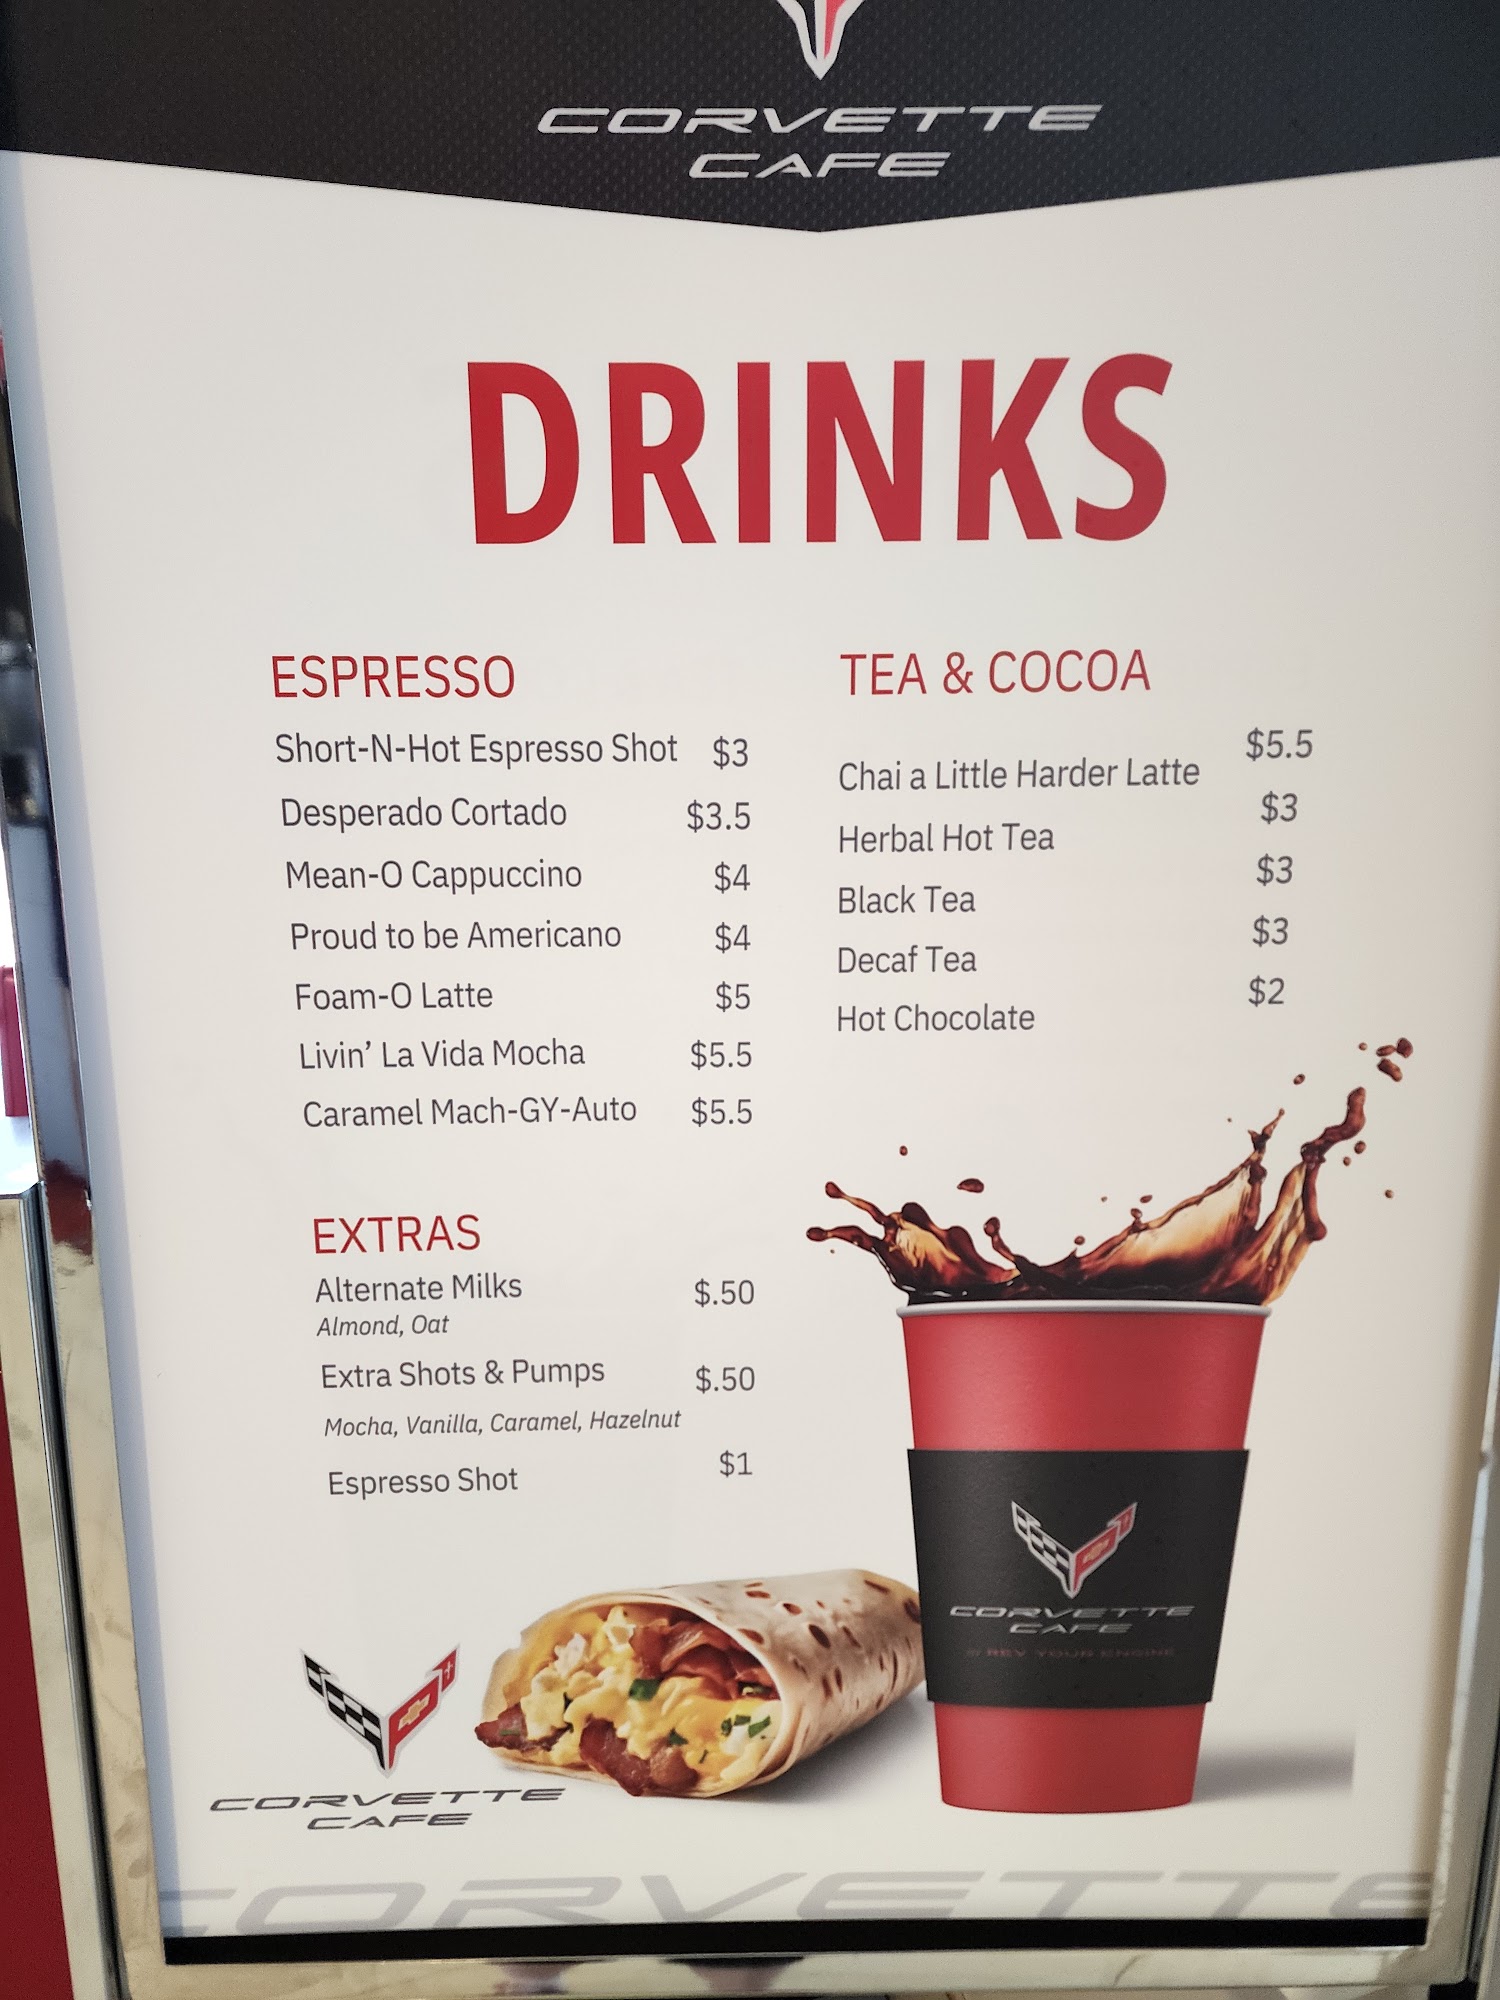 CORVETTE
CAFE
DRINKS
ESPRESSO
Short-N-Hot Espresso Shot $3
Desperado Cortado $3.5
Mean-O Cappuccino $4
Proud to be Americano $4
Foam-O Latte $5
Livin' La Vida Mocha $5.5
Caramel Mach-GY-Auto $5.5
TEA & COCOA
Chai a Little Harder Latte $5.5
Herbal Hot Tea $3
Black Tea $3
Decaf Tea $3
Hot Chocolate $2
EXTRAS
Alternate Milks $.50
Almond, Oat
Extra Shots & Pumps $.50
Mocha, Vanilla, Caramel, Hazelnut
Espresso Shot $1
CORVETTE
CAFE
REV YOUR ENGINE
CORVETTE
CAFE
CORVETTE